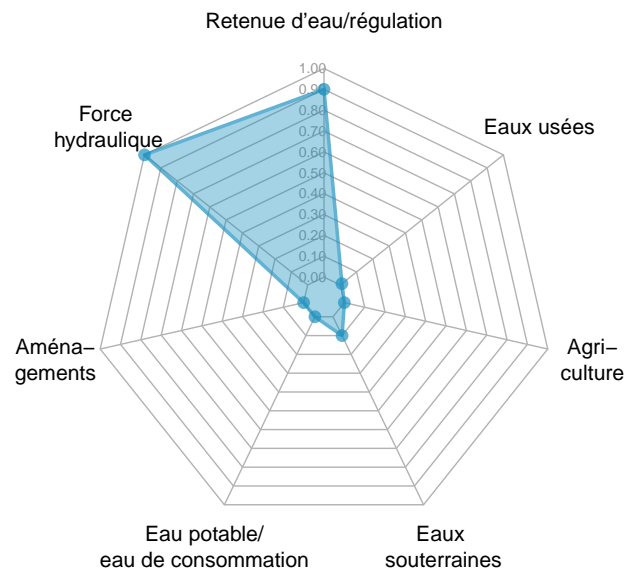 Retenue d'eau/régulation
1.00
0.90
0.80
0.70
0.60
0.50
0.40
0.30
0.20
0.10
0.00
Force
hydraulique
Eaux usées
Aména–
gements
Agri–
culture
Eau potable/
eau de consommation
Eaux
souterraines